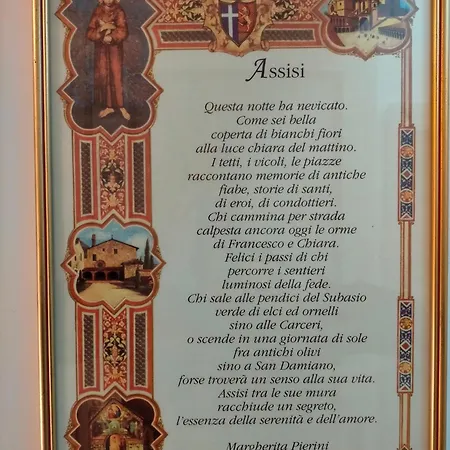 Assisi
Questa notte ha nevicato.
Come sei bella
coperta di bianchi fiori
alla luce chiara del mattino.
I tetti, i vicoli, le piazze
raccontano memorie di antiche
fiabe, storie di santi,
di eroi, di condottieri.
Chi cammina per strada
calpesta ancora oggi le orme
di Francesco e Chiara.
Felici i passi di chi
percorre i sentieri
luminosi della fede.
Chi sale alle pendici del Subasio
verde di elci ed ornelli
sino alle Carceri,
o scende in una giornata di sole
fra antichi olivi
sino a San Damiano,
forse troverà un senso alla sua vita.
Assisi tra le sue mura
racchiude un segreto,
l'essenza della serenità e dell'amore.
Margherita Pierini